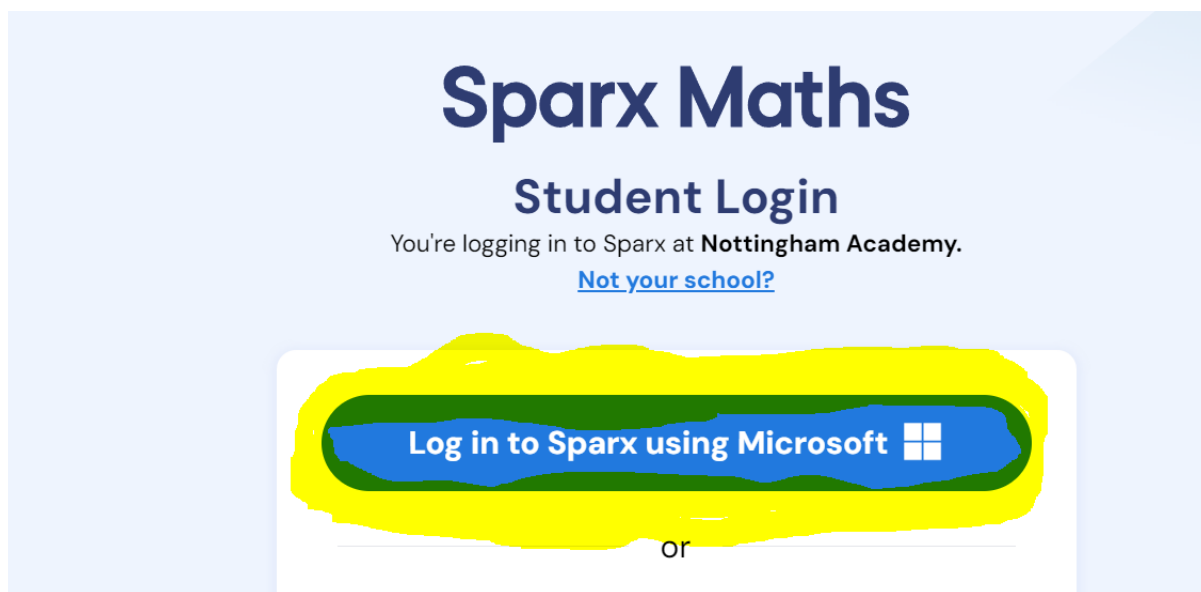 Sparx Maths
Student Login
You're logging in to Sparx at Nottingham Academy.
Not your school?
Log in to Sparx using Microsoft
or